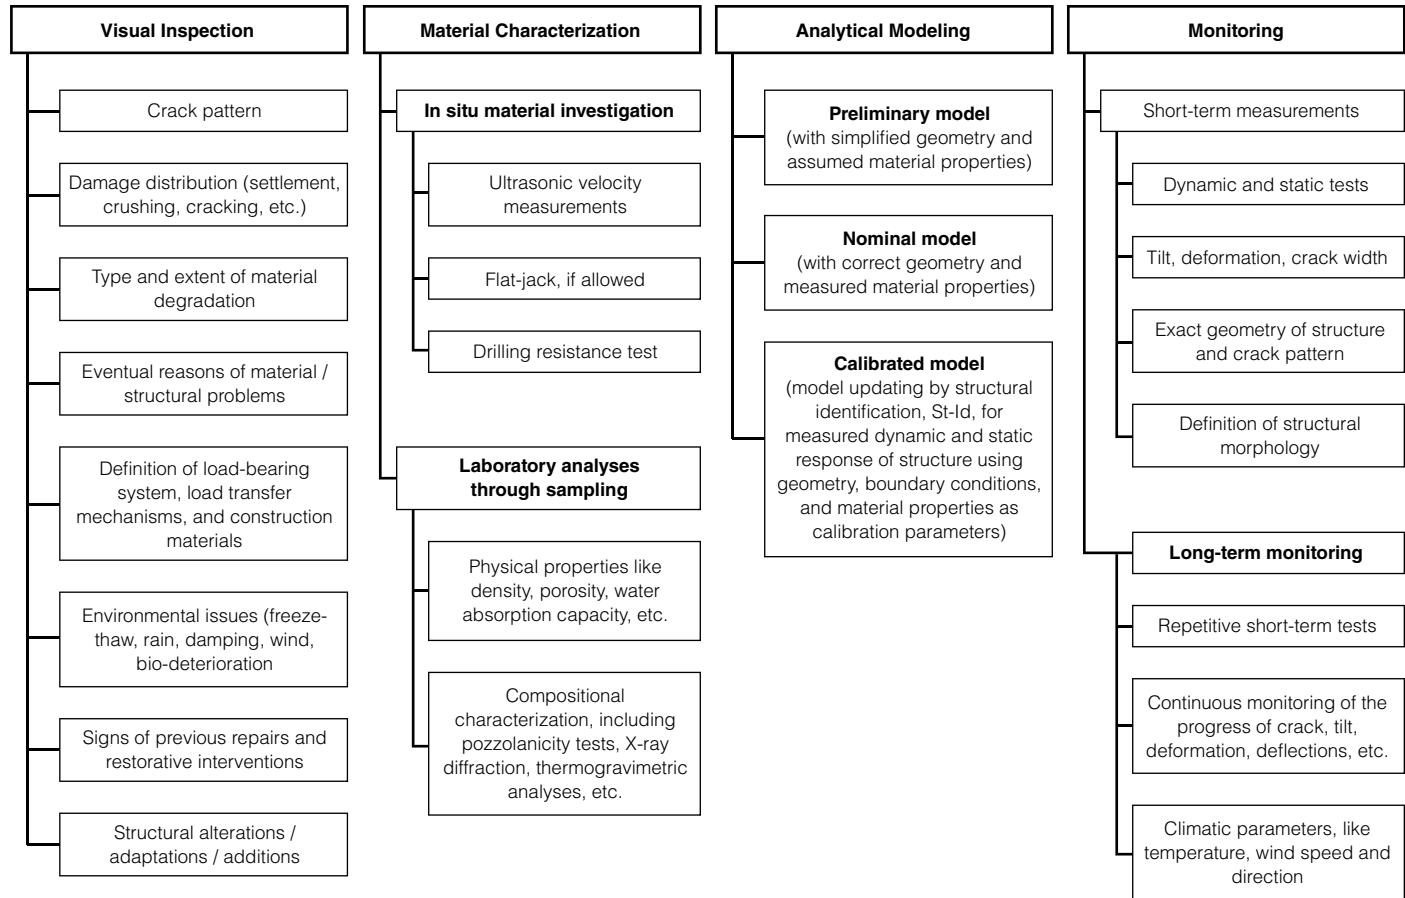 Visual Inspection
Crack pattern
Damage distribution (settlement,
crushing, cracking, etc.)
Type and extent of material
degradation
Eventual reasons of material /
structural problems
Definition of load-bearing
system, load transfer
mechanisms, and construction
materials
Environmental issues (freeze-
thaw, rain, damping, wind,
bio-deterioration
Signs of previous repairs and
restorative interventions
Structural alterations /
adaptations / additions
Material Characterization
In situ material investigation
Ultrasonic velocity
measurements
Flat-jack, if allowed
Drilling resistance test
Laboratory analyses
through sampling
Physical properties like
density, porosity, water
absorption capacity, etc.
Compositional
characterization, including
pozzolanicity tests, X-ray
diffraction, thermogravimetric
analyses, etc.
Analytical Modeling
Preliminary model
(with simplified geometry and
assumed material properties)
Nominal model
(with correct geometry and
measured material properties)
Calibrated model
(model updating by structural
identification, St-Id, for
measured dynamic and static
response of structure using
geometry, boundary conditions,
and material properties as
calibration parameters)
Monitoring
Short-term measurements
Dynamic and static tests
Tilt, deformation, crack width
Exact geometry of structure
and crack pattern
Definition of structural
morphology
Long-term monitoring
Repetitive short-term tests
Continuous monitoring of the
progress of crack, tilt,
deformation, deflections, etc.
Climatic parameters, like
temperature, wind speed and
direction